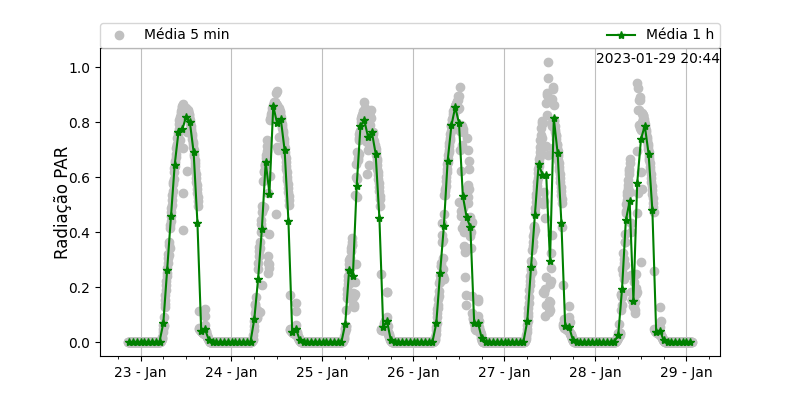 Média 5 min
Média 1 h
2023-01-29 20:44
Radiação PAR
1.0
0.8
0.6
0.4
0.2
0.0
23 - Jan
24 - Jan
25 - Jan
26 - Jan
27 - Jan
28 - Jan
29 - Jan